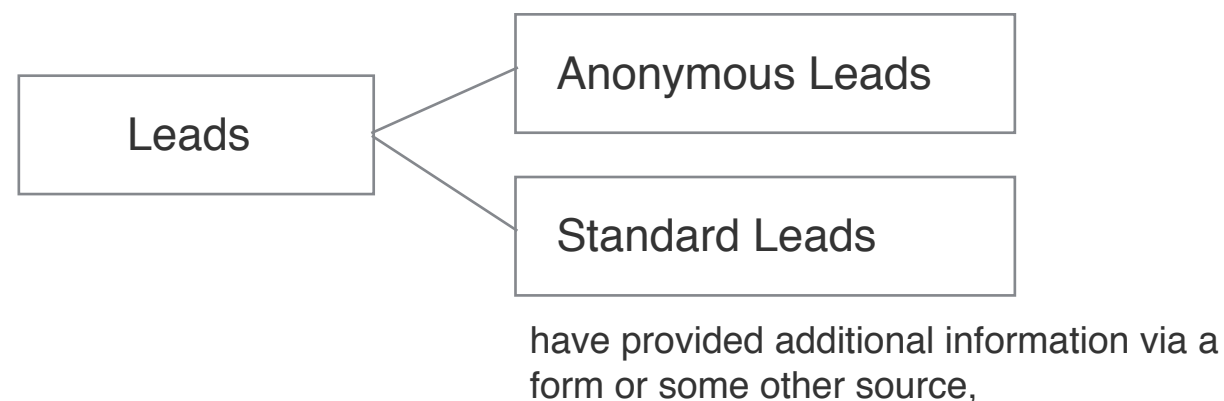 Leads
Anonymous Leads
Standard Leads
have provided additional information via a
form or some other source,